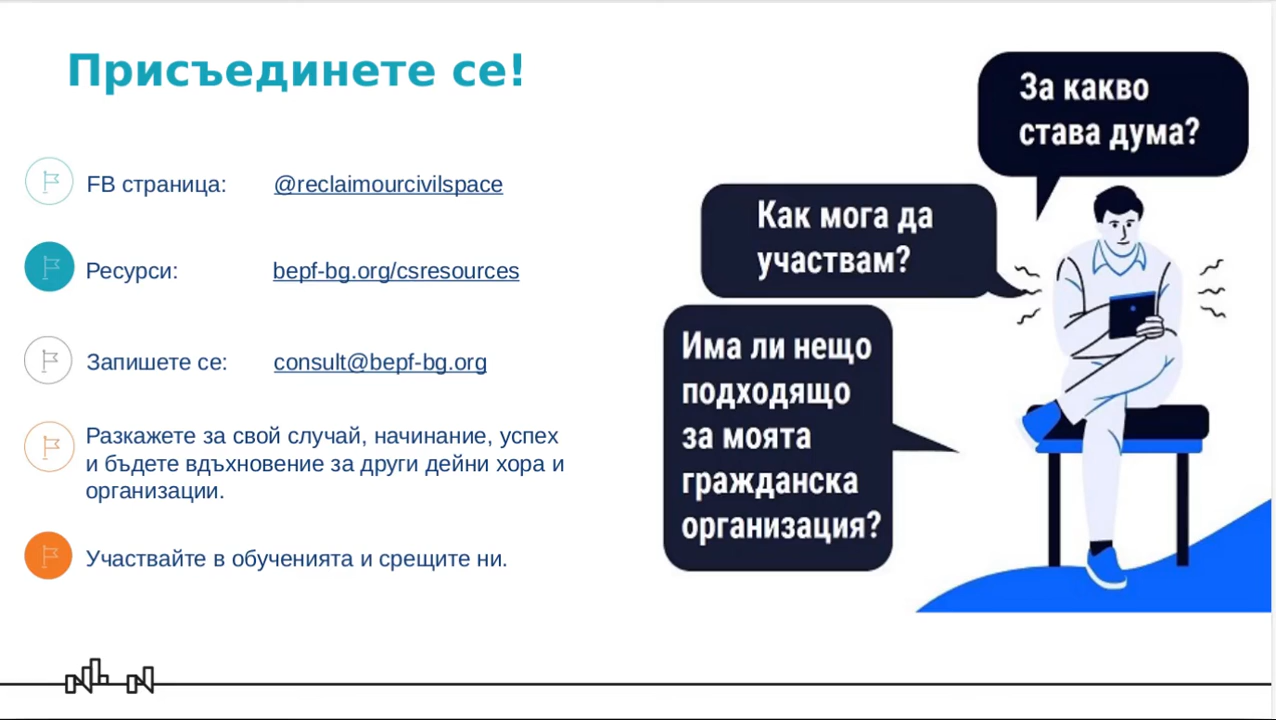 Присъединете се!
FB страница: @reclaimourcivilspace
Ресурси: bepf-bg.org/csresources
Запишете се: consult@bepf-bg.org
Разкажете за свой случай, начинание, успех
и бъдете вдъхновение за други дейни хора и
организации.
Участвайте в обученията и срещите ни.
За какво
става дума?
Как мога да
участвам?
Има ли нещо
подходящо
за моята
гражданска
организация?